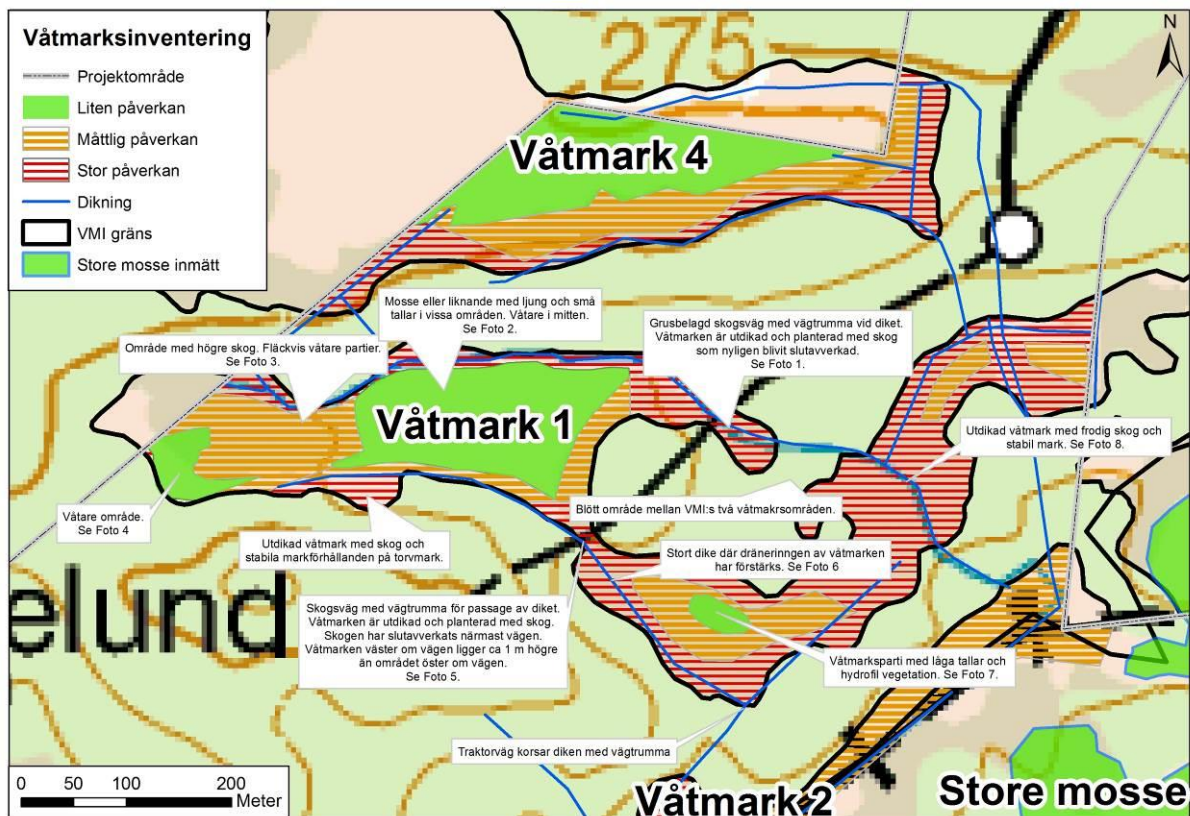 Våtmarksinventering
Projektområde
Liten påverkan
Måttlig påverkan
Stor påverkan
Dikning
VMI gräns
Store mosse inmätt
275
N
Våtmark 4
Mosse eller liknande med ljung och små
tallar i vissa områden. Våtare i mitten.
Se Foto 2.
Grusbelagd skogsväg med vägtrumma vid diket.
Våtmarken är utdikad och planterad med skog
som nyligen blivit slutavverkad.
Se Foto 1.
Område med högre skog. Fläckvis våtare partier.
Se Foto 3.
Våtmark 1
Utdikad våtmark med frodig skog och
stabil mark. Se Foto 8.
Blött område mellan VMI:s två våtmakrsområden.
Våtare område.
Se Foto 4
Utdikad våtmark med skog och
stabila markförhållanden på torvmark.
Stort dike där dräneringen av våtmarken
har förstärks. Se Foto 6
elund
Skogsväg med vägtrumma för passage av diket.
Våtmarken är utdikad och planterad med skog.
Skogen har slutavverkats närmast vägen.
Våtmarken väster om vägen ligger ca 1 m högre
än området öster om vägen.
Se Foto 5.
Våtmarksparti med låga tallar och
hydrofil vegetation. Se Foto 7.
Traktorväg korsar diken med vägtrumma
0 50 100 200
Meter
Våtmark 2
Store mosse